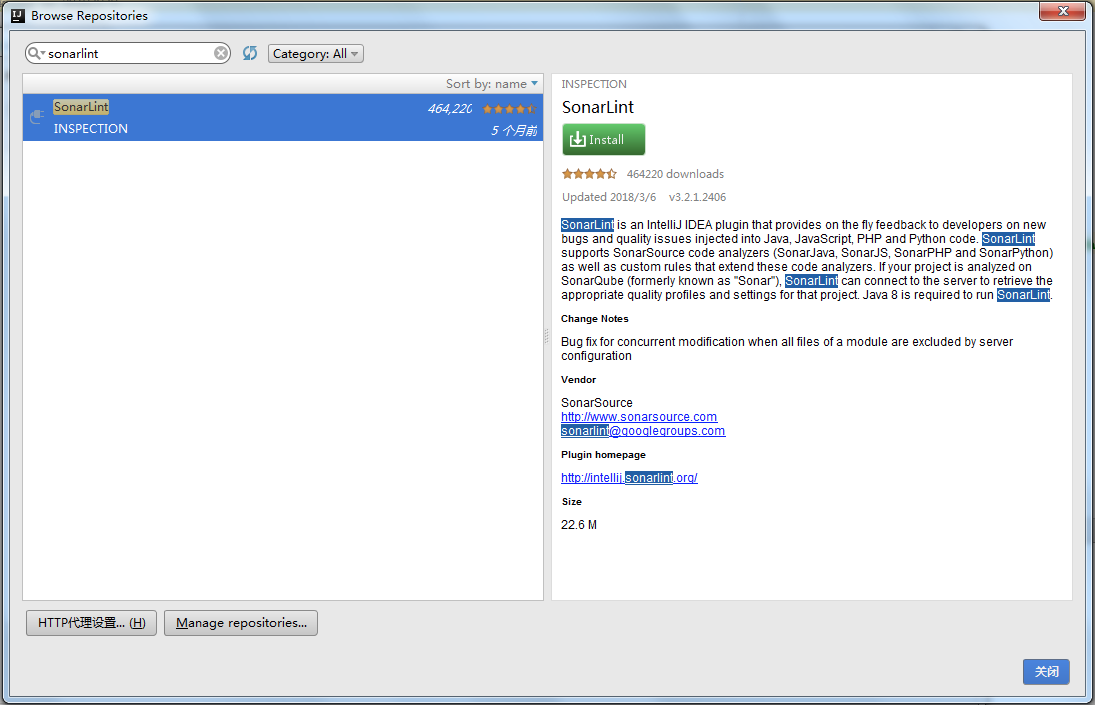 Browse Repositories
sonarlint
Category: All
Sort by: name
SonarLint 464,220
INSPECTION 5 个月前
INSPECTION
SonarLint
Install
464220 downloads
Updated 2018/3/6 v3.2.1.2406
SonarLint is an IntelliJ IDEA plugin that provides on the fly feedback to developers on new
bugs and quality issues injected into Java, JavaScript, PHP and Python code. SonarLint
supports SonarSource code analyzers (SonarJava, SonarJS, SonarPHP and SonarPython)
as well as custom rules that extend these code analyzers. If your project is analyzed on
SonarQube (formerly known as "Sonar"), SonarLint can connect to the server to retrieve the
appropriate quality profiles and settings for that project. Java 8 is required to run SonarLint.
Change Notes
Bug fix for concurrent modification when all files of a module are excluded by server
configuration
Vendor
SonarSource
http://www.sonarsource.com
sonarlint@googlegroups.com
Plugin homepage
http://intellij.sonarlint.org/
Size
22.6 M
HTTP代理设置... (H)
Manage repositories...
关闭